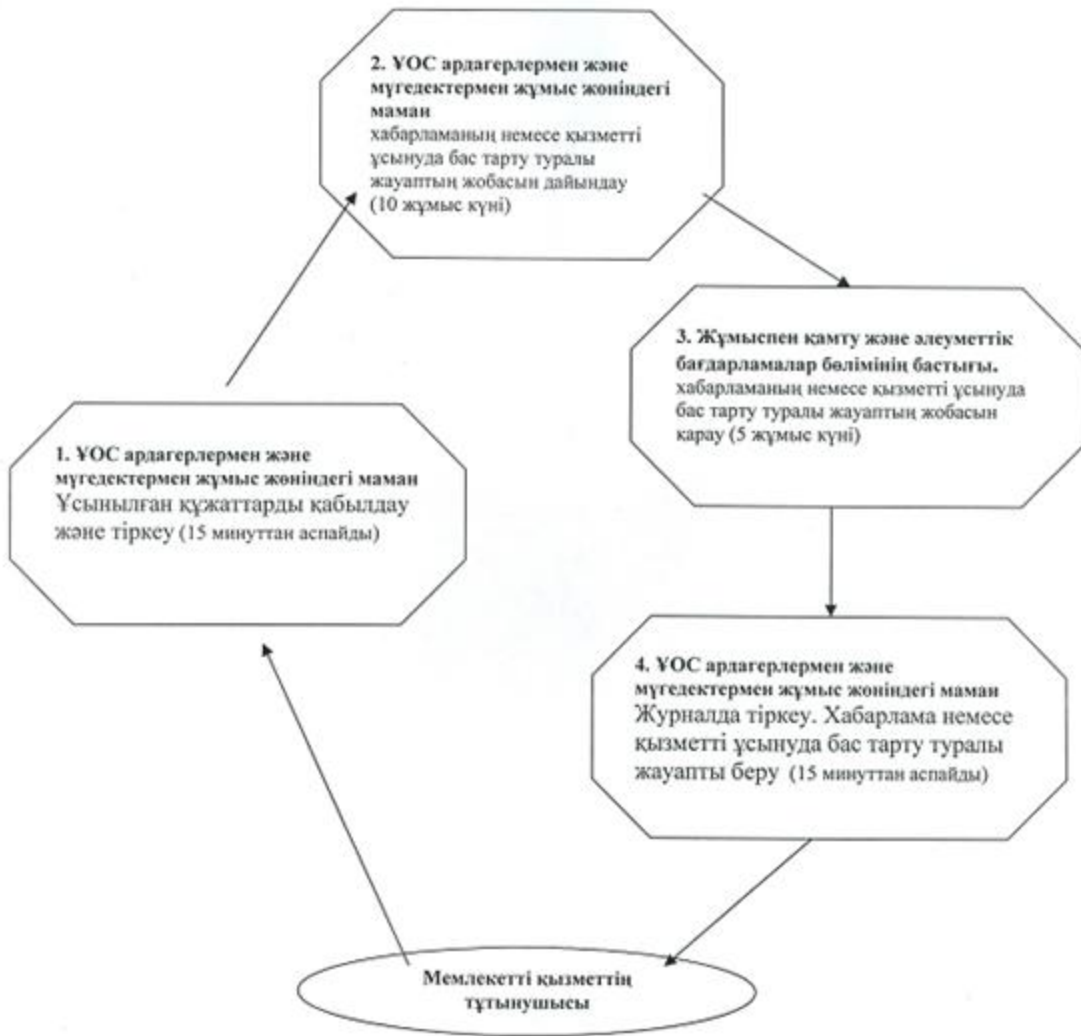 2. ҰОС ардагерлермен және
мүгедектермен жұмыс жөніндегі
маман
хабарламаның немесе қызметті
ұсынуда бас тарту туралы
жауаптың жобасын дайындау
(10 жұмыс күні)
3. Жұмыспен қамту және әлеуметтік
бағдарламалар бөлімінің бастығы.
хабарламаның немесе қызметті ұсынуда
бас тарту туралы жауаптың жобасын
қарау (5 жұмыс күні)
1. ҰОС ардагерлермен және
мүгедектермен жұмыс жөніндегі маман
Ұсынылған құжаттарды қабылдау
және тіркеу (15 минуттан аспайды)
4. ҰОС ардагерлермен және
мүгедектермен жұмыс жөніндегі маман
Журналда тіркеу. Хабарлама немесе
қызметті ұсынуда бас тарту туралы
жауапты беру (15 минуттан аспайды)
Мемлекетті қызметтің
тұтынушысы